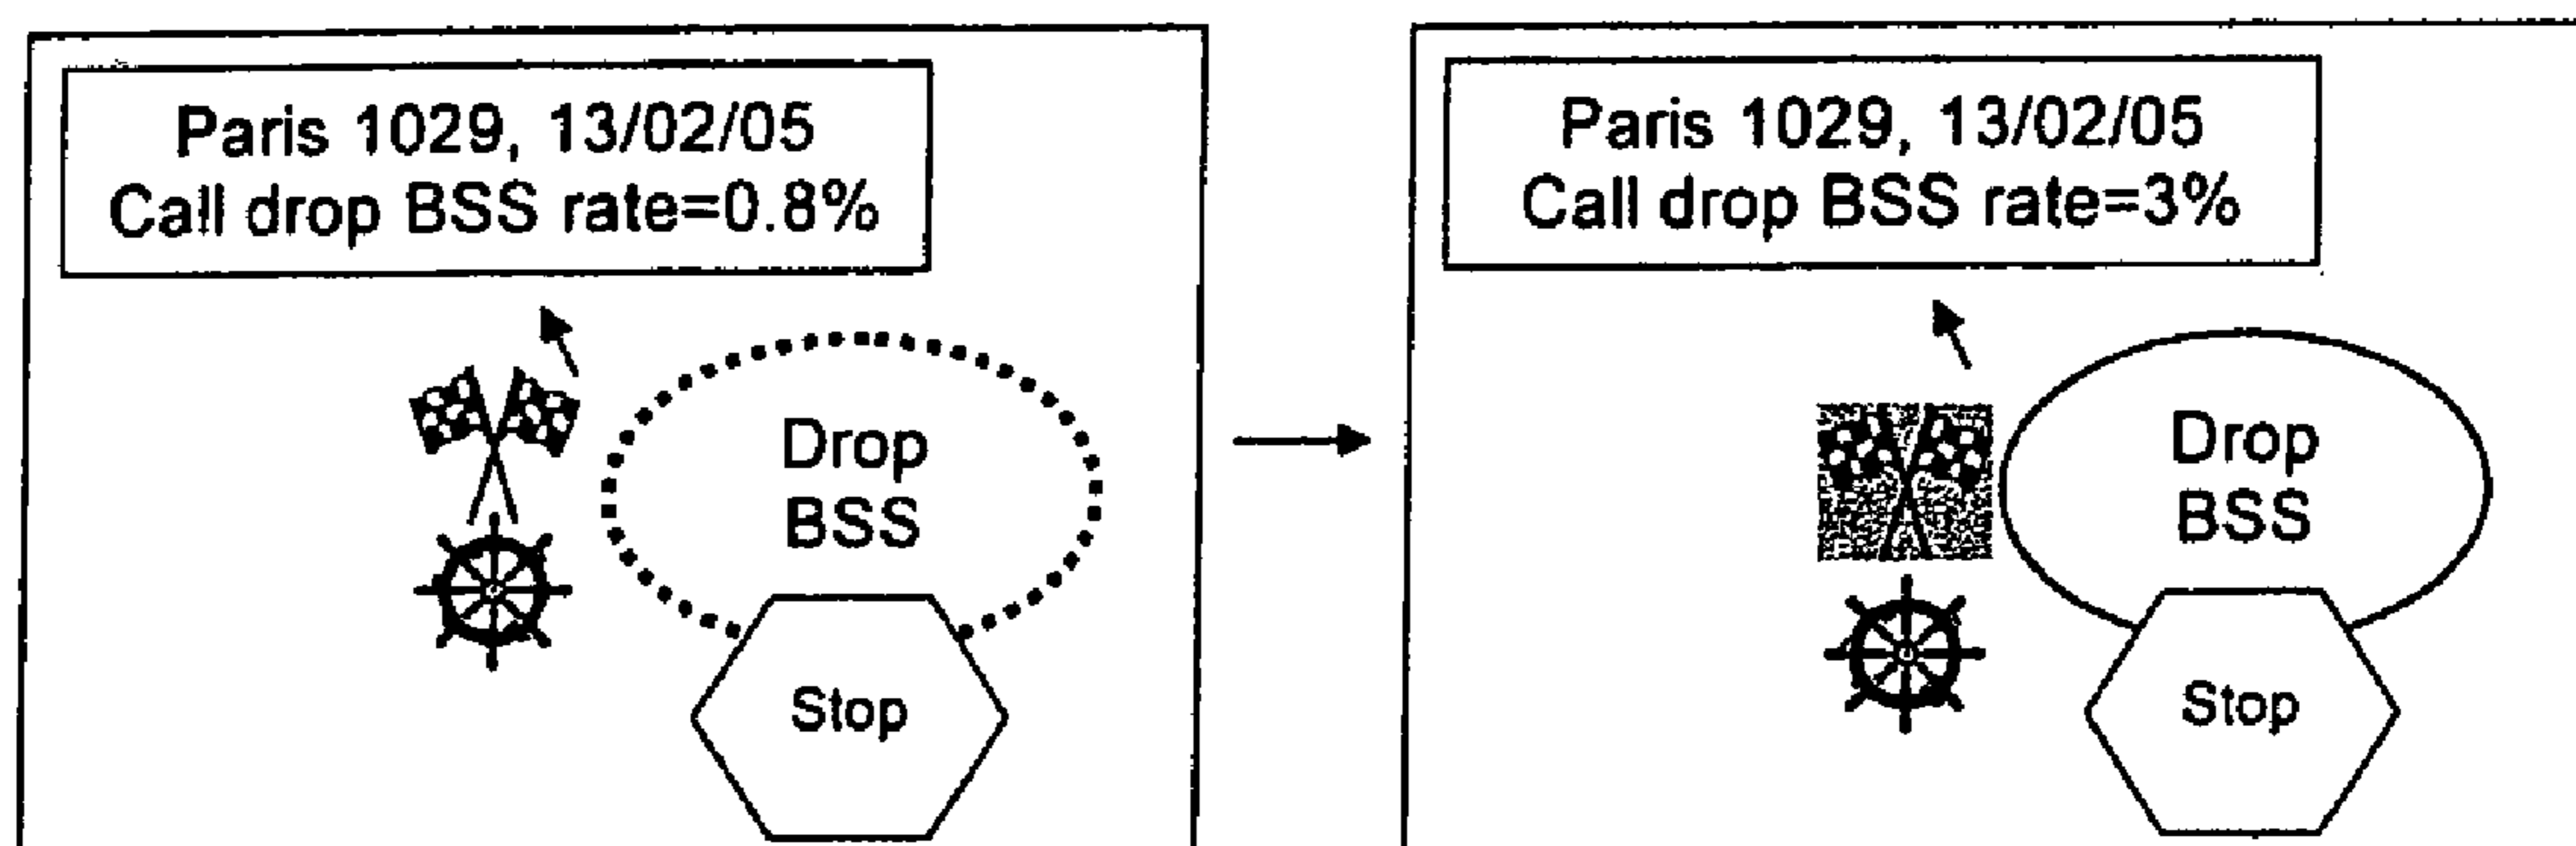 Paris 1029, 13/02/05
Call drop BSS rate=0.8%
Drop
BSS
Stop
Paris 1029, 13/02/05
Call drop BSS rate=3%
Drop
BSS
Stop